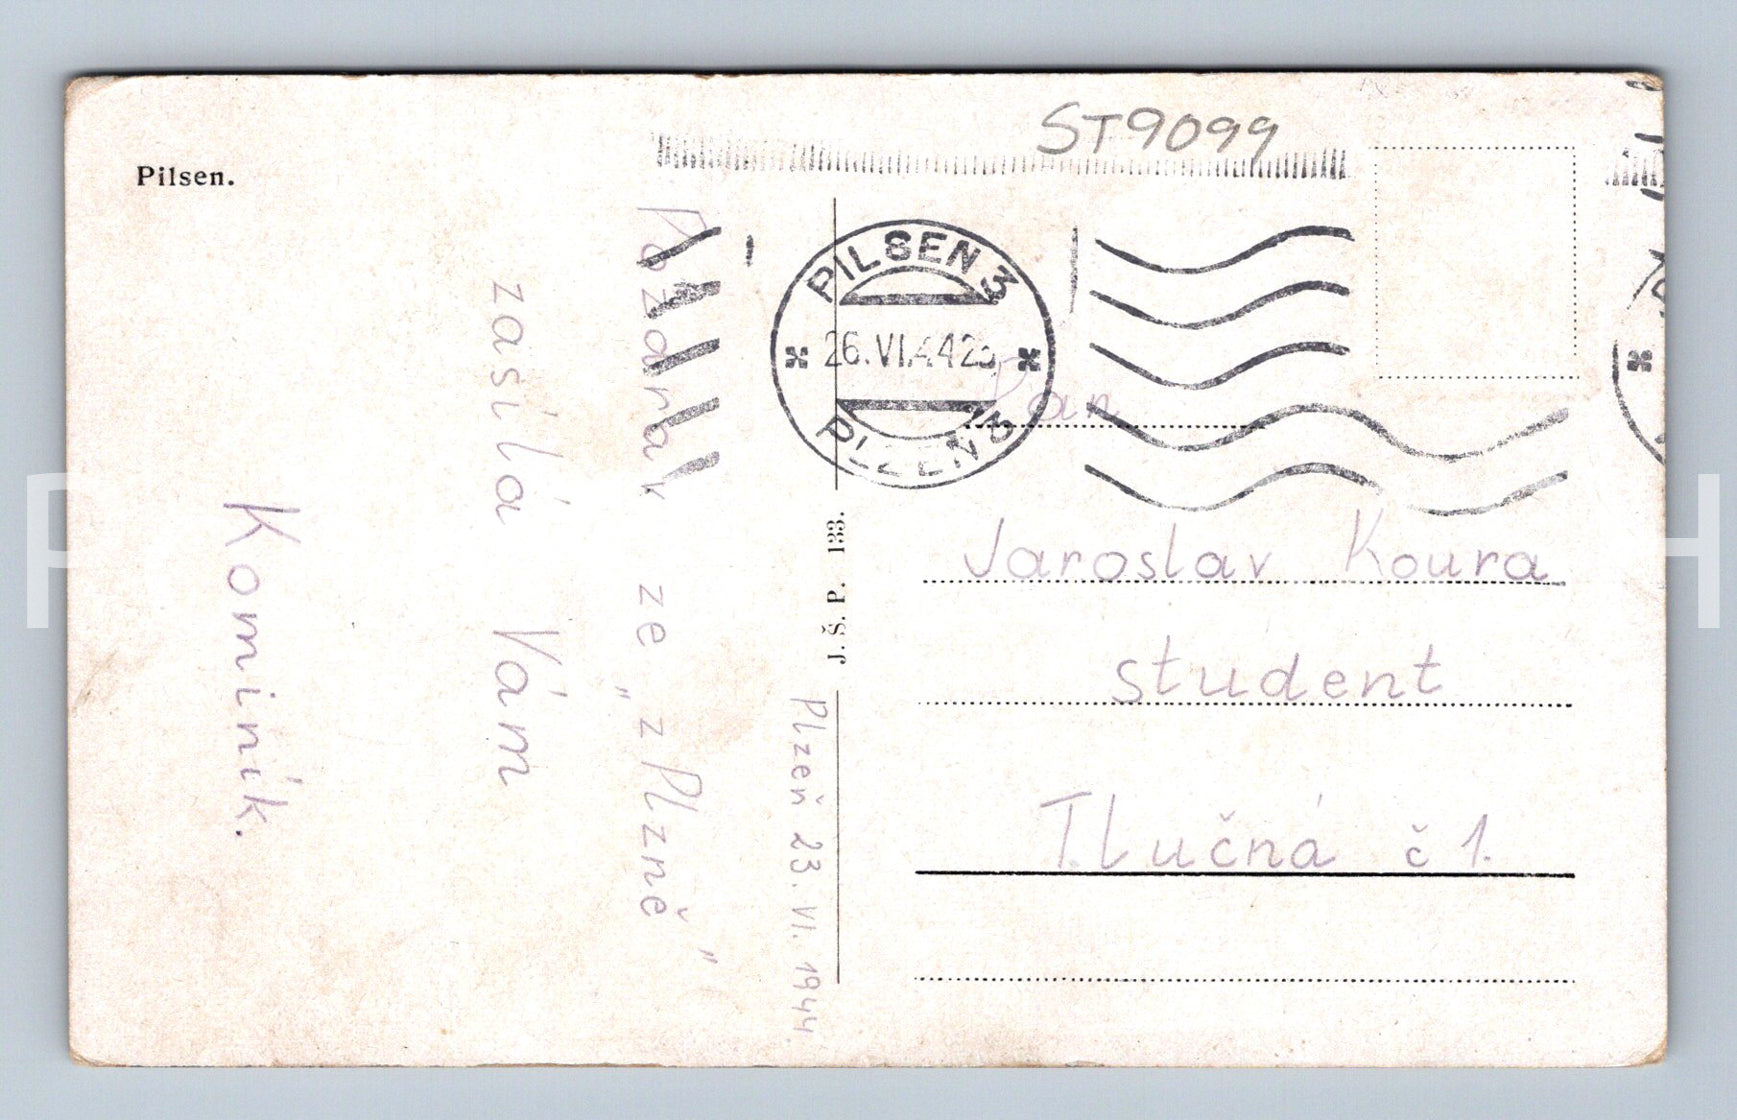 Pilsen.
ST9099
PILSEN 3
26.VI.44
PLZEŇ 3
Plzeň 23. VI. 1944
Pozdrav ze „z Plzně"
zasílá Vám
Kominík.
J. Š. P. 133.
Pan
Jaroslav Koura
student
Tlučná č 1.
P
H